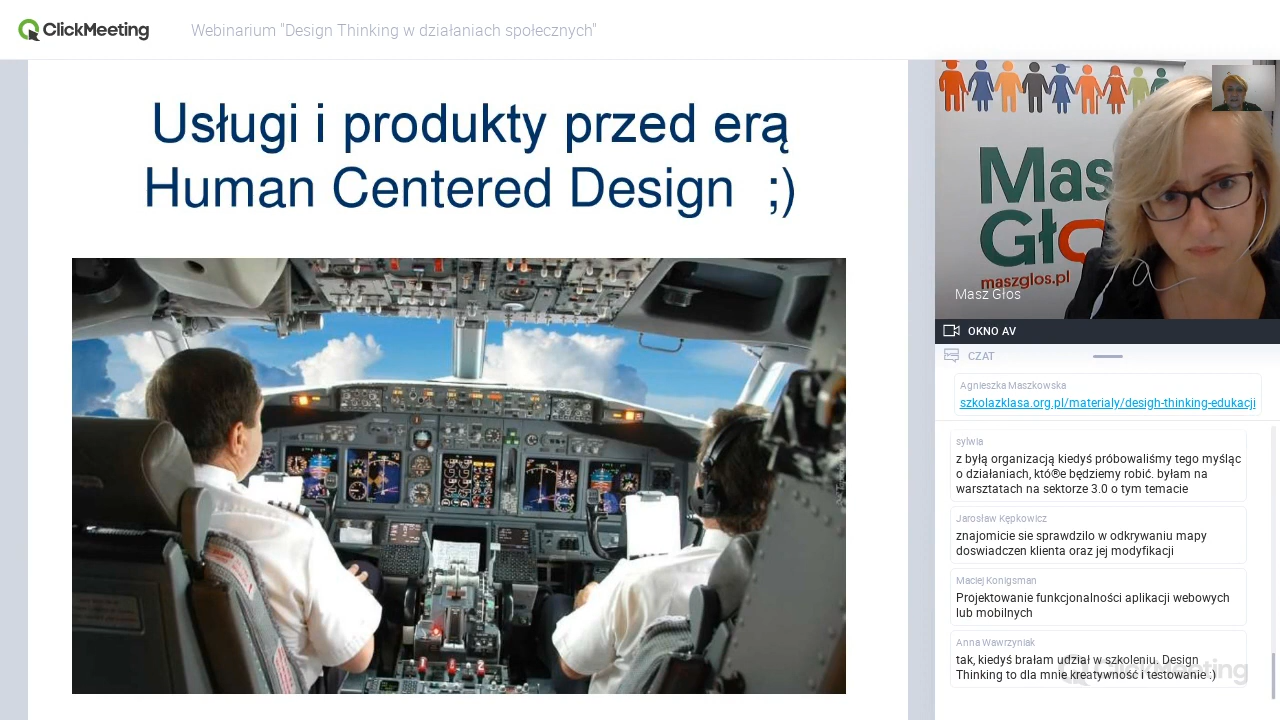 ClickMeeting
Webinarium "Design Thinking w działaniach społecznych"
Usługi i produkty przed erą
Human Centered Design ;)
Mas
Gło
maszglos.pl
Masz Głos
OKNO AV
CZAT
Agnieszka Maszkowska
szkolazklasa.org.pl/materialy/desigh-thinking-edukacji
sylwia
z byłą organizacją kiedyś próbowaliśmy tego myśląc
o działaniach, któ®e będziemy robić. byłam na
warsztatach na sektorze 3.0 o tym temacie
Jarosław Kępkowicz
znajomicie sie sprawdzilo w odkrywaniu mapy
doswiadczen klienta oraz jej modyfikacji
Maciej Königsman
Projektowanie funkcjonalności aplikacji webowych
lub mobilnych
Anna Wawrzyniak
tak, kiedyś brałam udział w szkoleniu. Design
Thinking to dla mnie kreatywność i testowanie :)
ClickMeeting